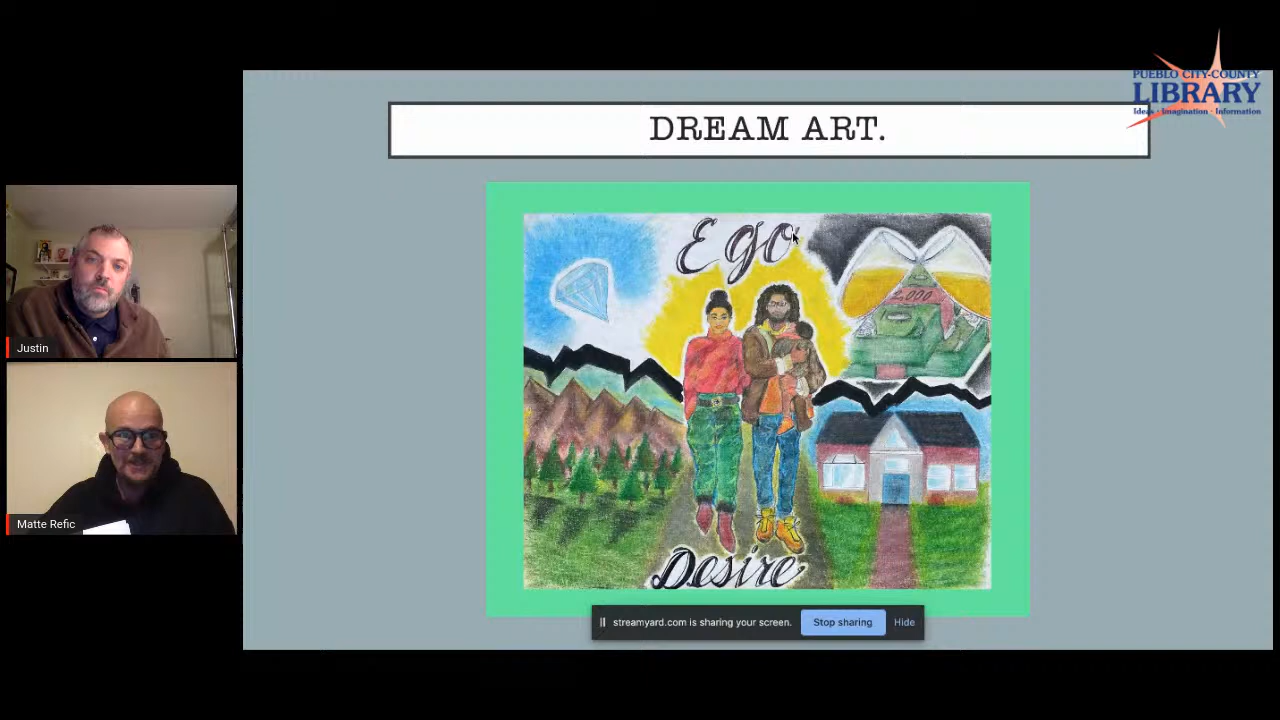 PUEBLO CITY-COUNTY
LIBRARY
Ideas · Imagination · Information
DREAM ART.
Ego
2,000
Desire
Justin
Matte Refic
streamyard.com is sharing your screen.
Stop sharing
Hide